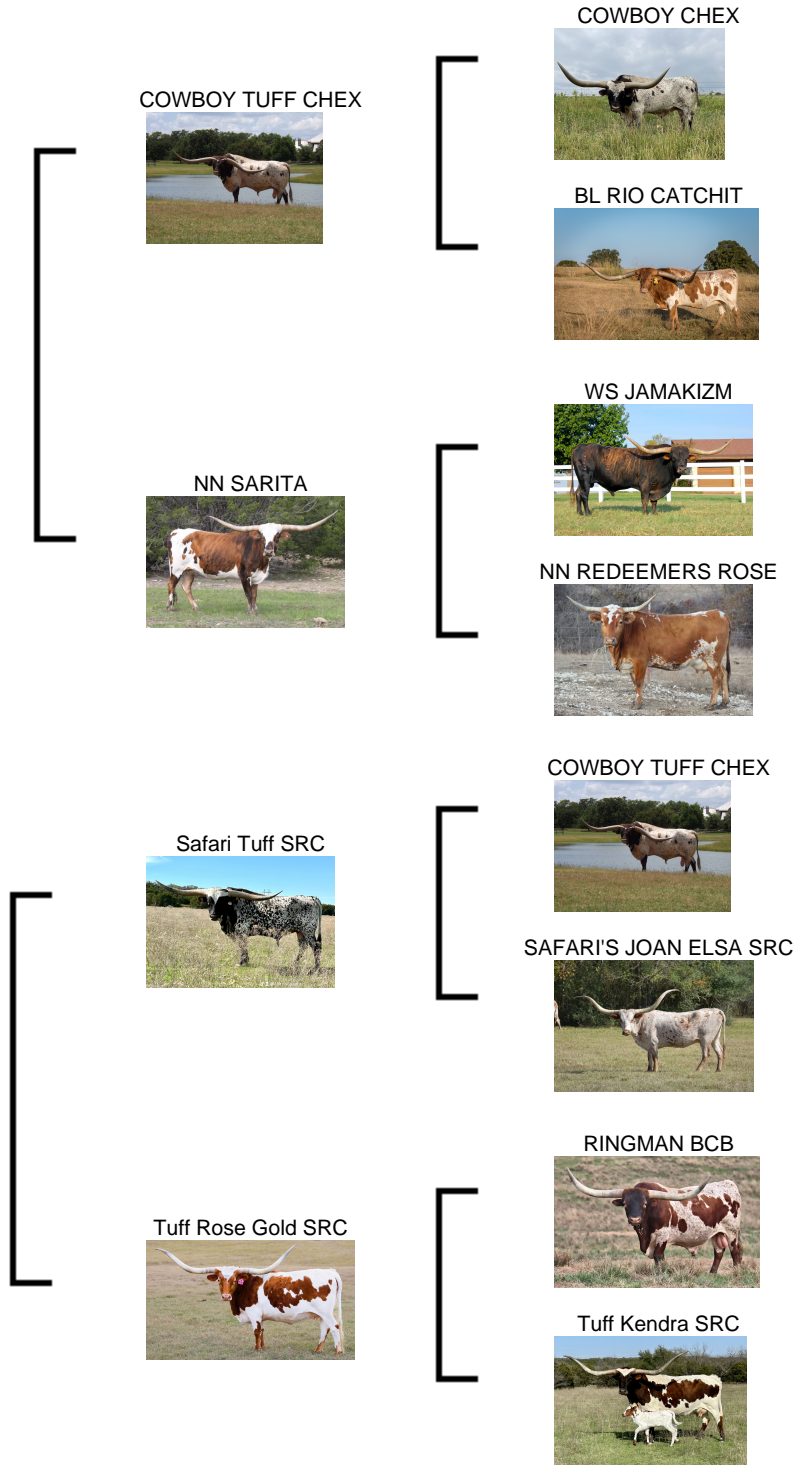 COWBOY CHEX
COWBOY TUFF CHEX
BL RIO CATCHIT
WS JAMAKIZM
NN SARITA
NN REDEEMERS ROSE
COWBOY TUFF CHEX
Safari Tuff SRC
SAFARI'S JOAN ELSA SRC
RINGMAN BCB
Tuff Rose Gold SRC
Tuff Kendra SRC